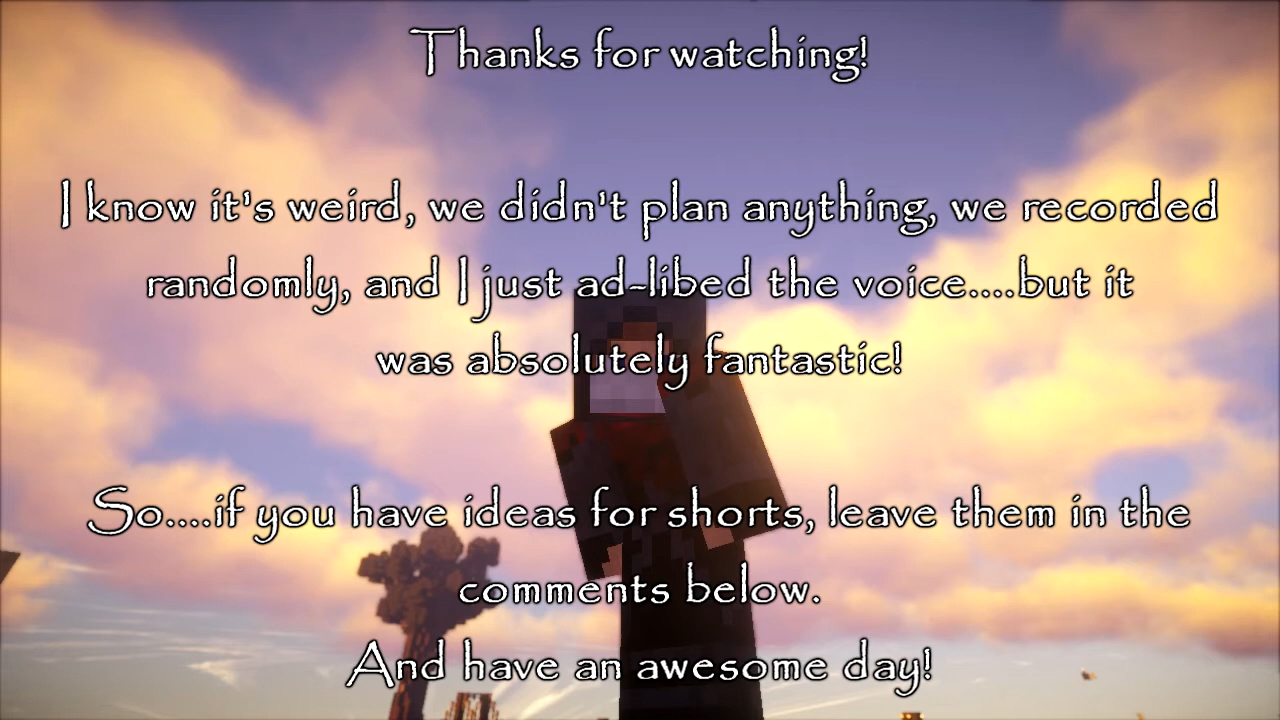 Thanks for watching!
I know it's weird, we didn't plan anything, we recorded
randomly, and I just ad-libed the voice....but it
was absolutely fantastic!
So....if you have ideas for shorts, leave them in the
comments below.
And have an awesome day!